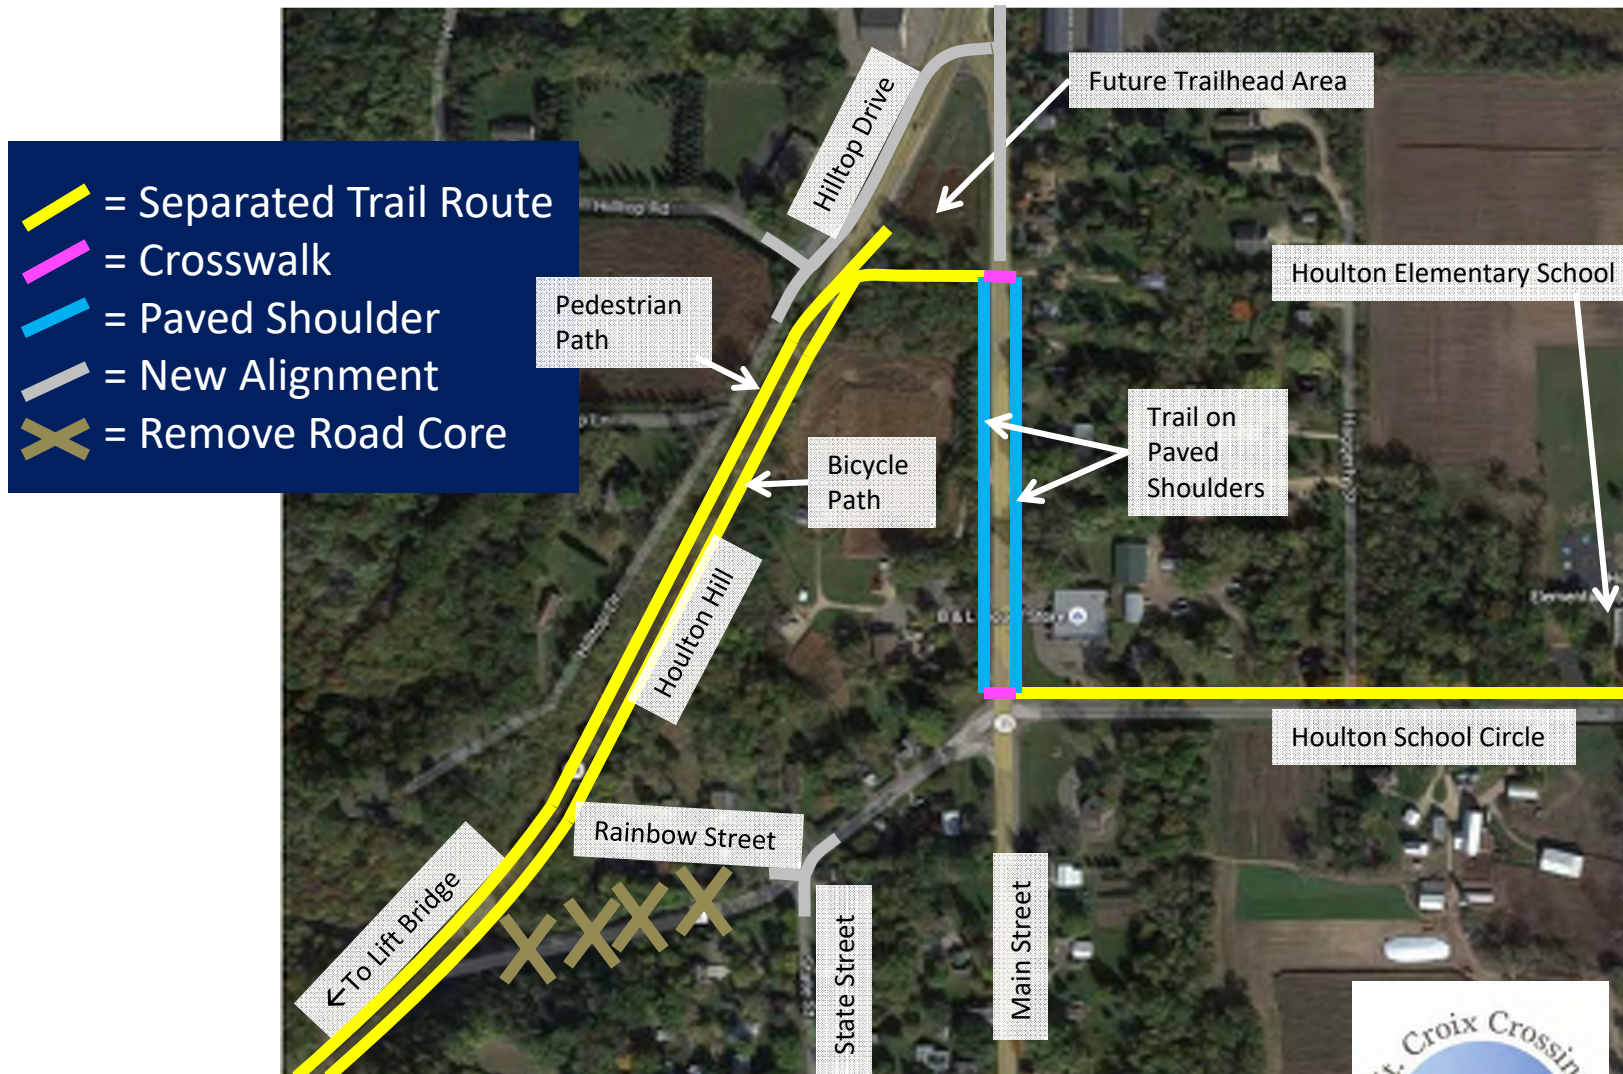 = Separated Trail Route
= Crosswalk
= Paved Shoulder
= New Alignment
= Remove Road Core
Hilltop Drive
Future Trailhead Area
Hilltop Rd
Houlton Elementary School
Pedestrian
Path
Trail on
Paved
Shoulders
Bicycle
Path
Houlton Hill
Houlton School Circle
Rainbow Street
←To Lift Bridge
State Street
Main Street
Croix Crossin